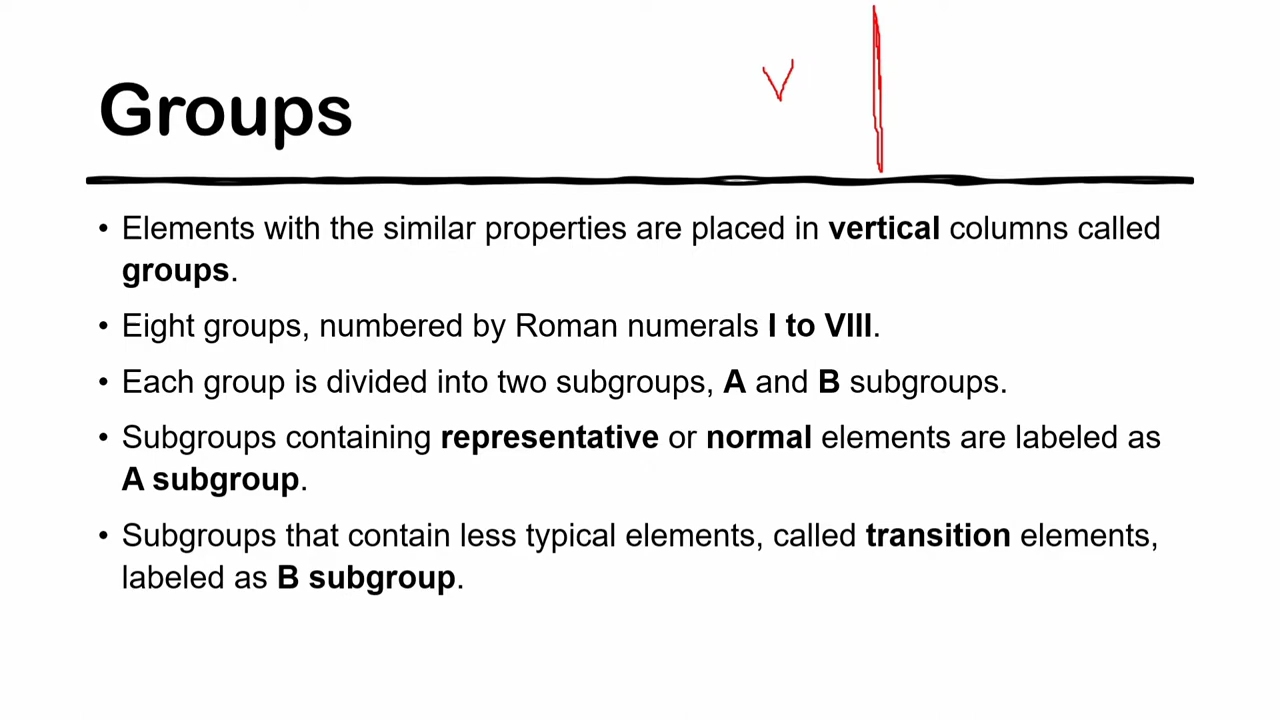 V
Groups
• Elements with the similar properties are placed in vertical columns called
groups.
• Eight groups, numbered by Roman numerals I to VIII.
• Each group is divided into two subgroups, A and B subgroups.
• Subgroups containing representative or normal elements are labeled as
A subgroup.
• Subgroups that contain less typical elements, called transition elements,
labeled as B subgroup.